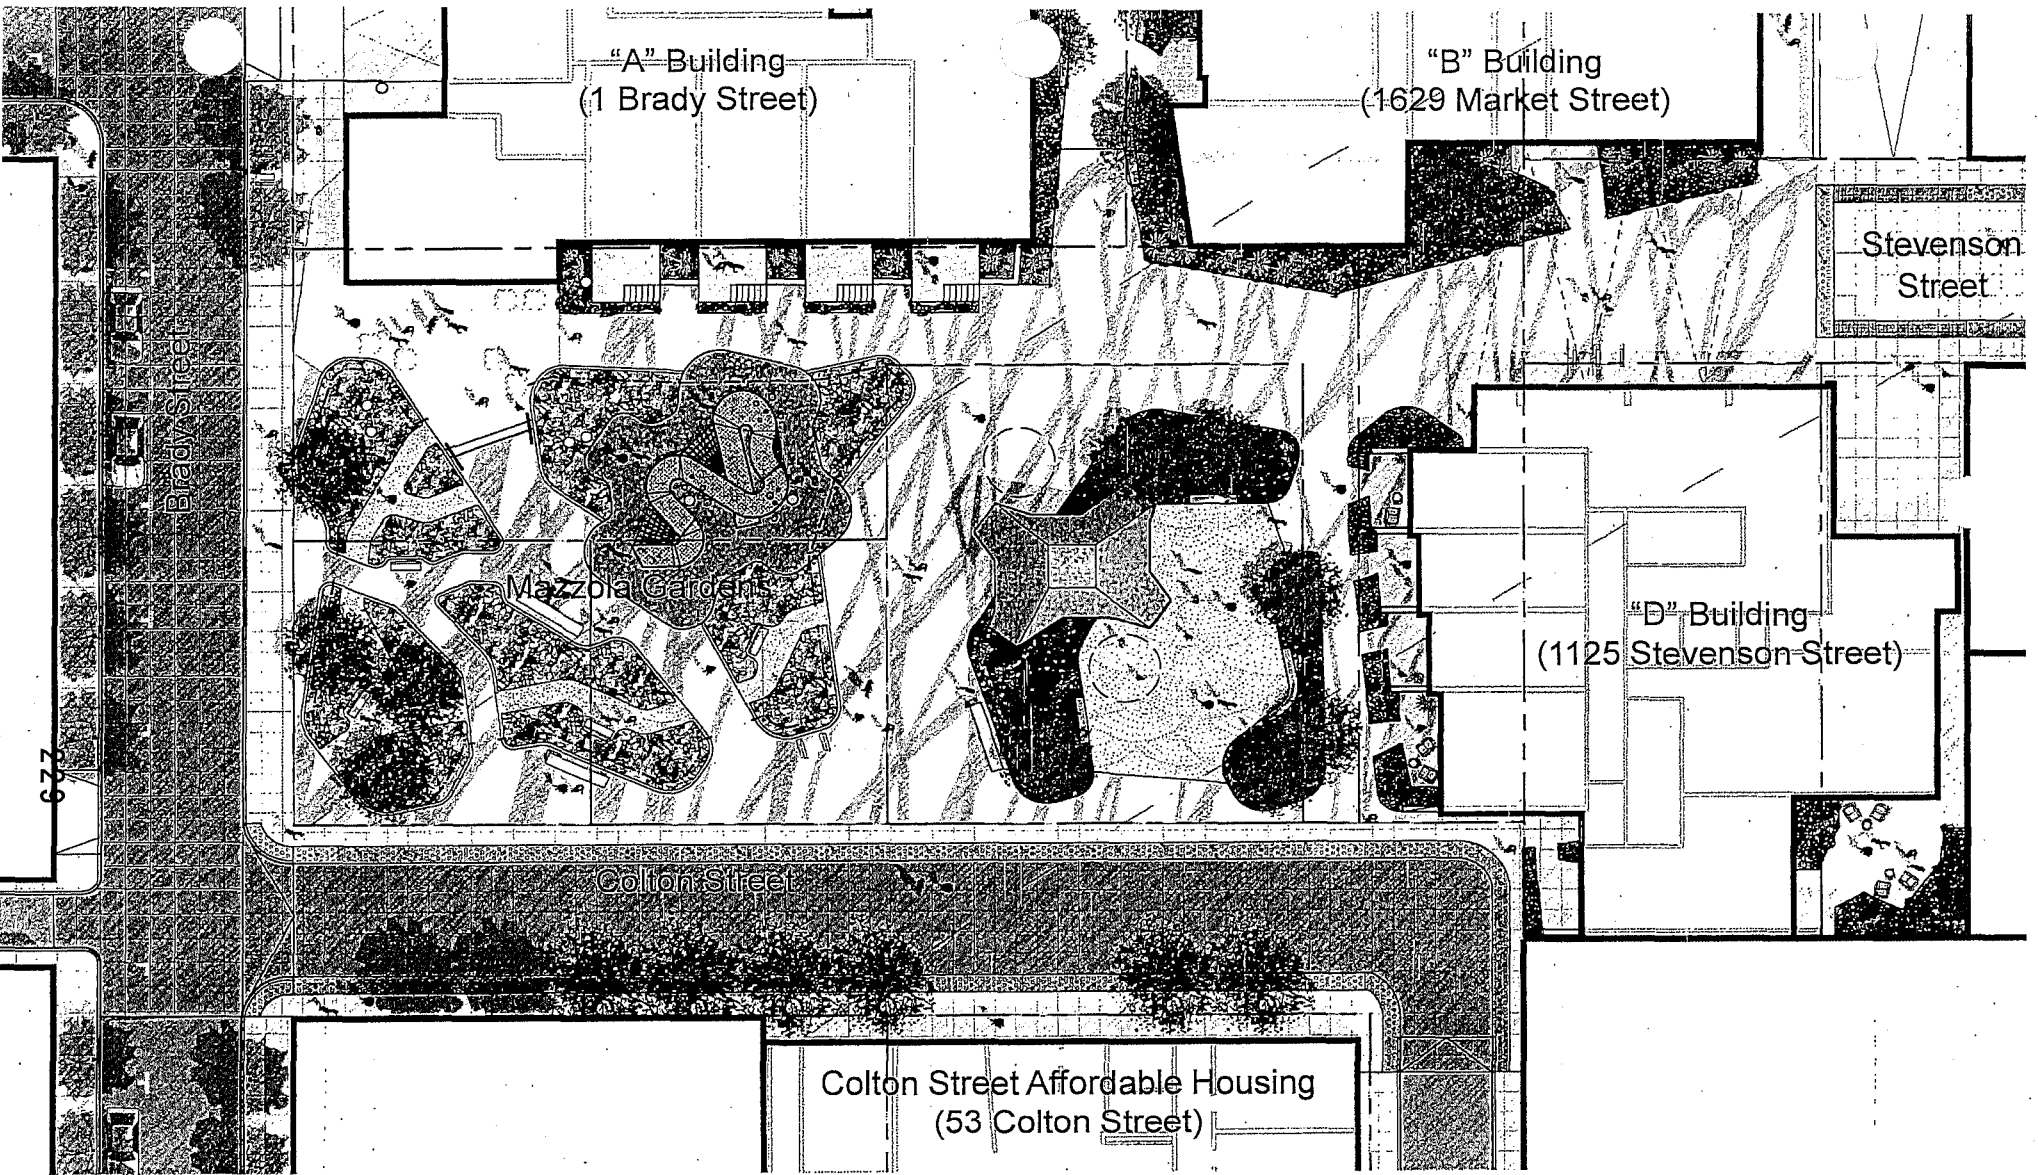 “A” Building
(1 Brady Street)
“B” Building
(1629 Market Street)
Stevenson
Street
Brady Street
Mazzola Gardens
“D” Building
(1125 Stevenson Street)
229
Colton Street
Colton Street Affordable Housing
(53 Colton Street)